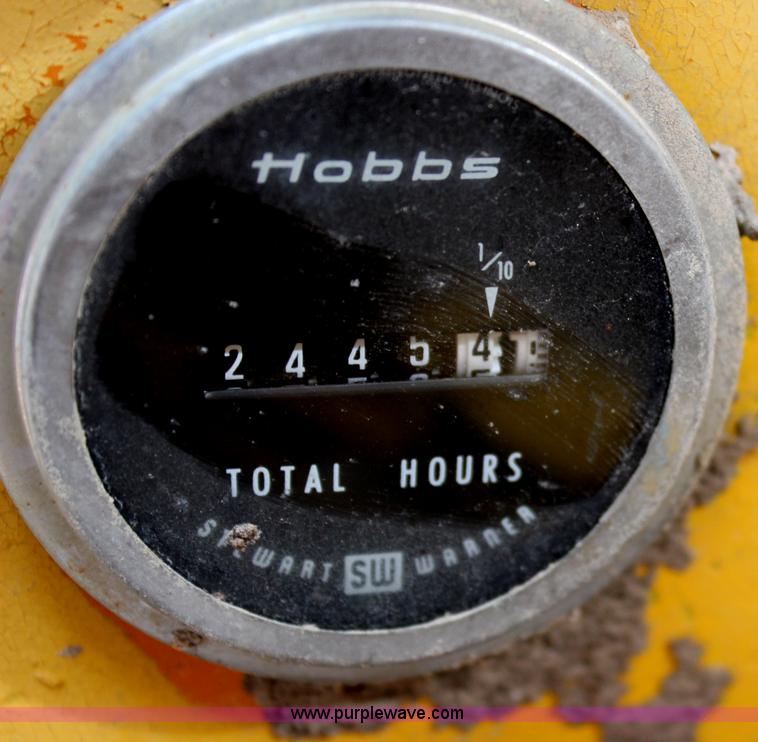 Hobbs
1/10
2 4 4 5 4
TOTAL HOURS
STEWART SW WARNER
www.purplewave.com